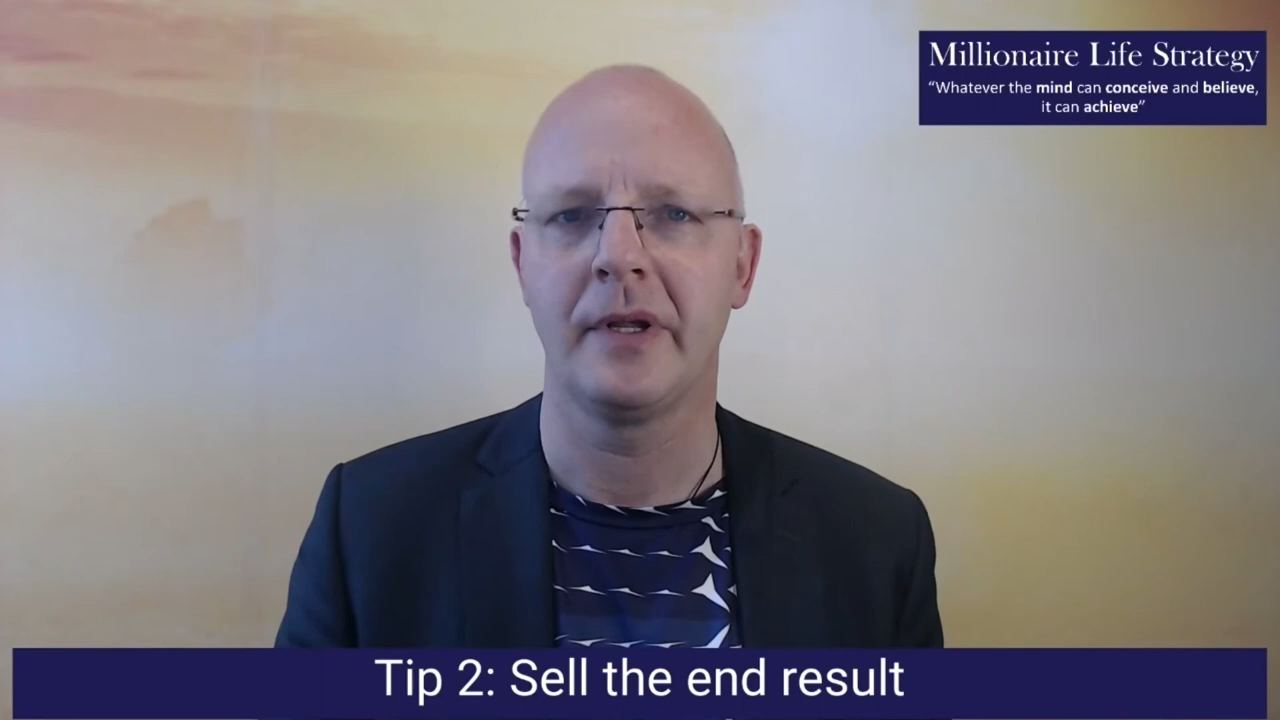 Millionaire Life Strategy
“Whatever the mind can conceive and believe,
it can achieve”
Tip 2: Sell the end result